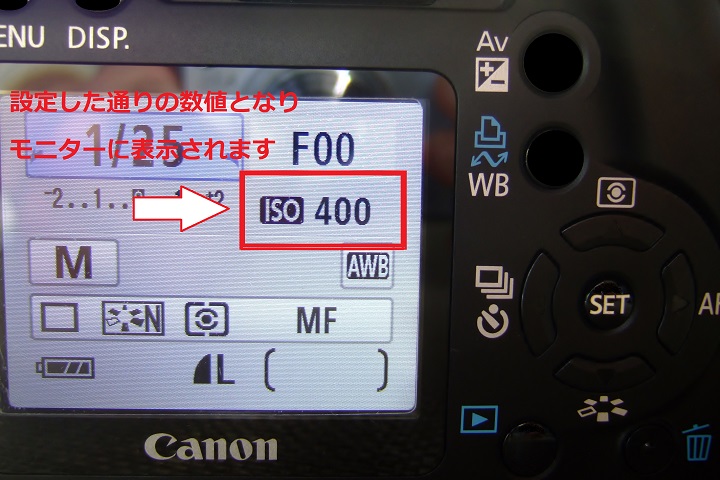 ENU DISP.
Av
設定した通りの数値となり
1/25 F00
モニターに表示されます
WB
ISO 400
M AWB
SET AF
N MF
L
Canon